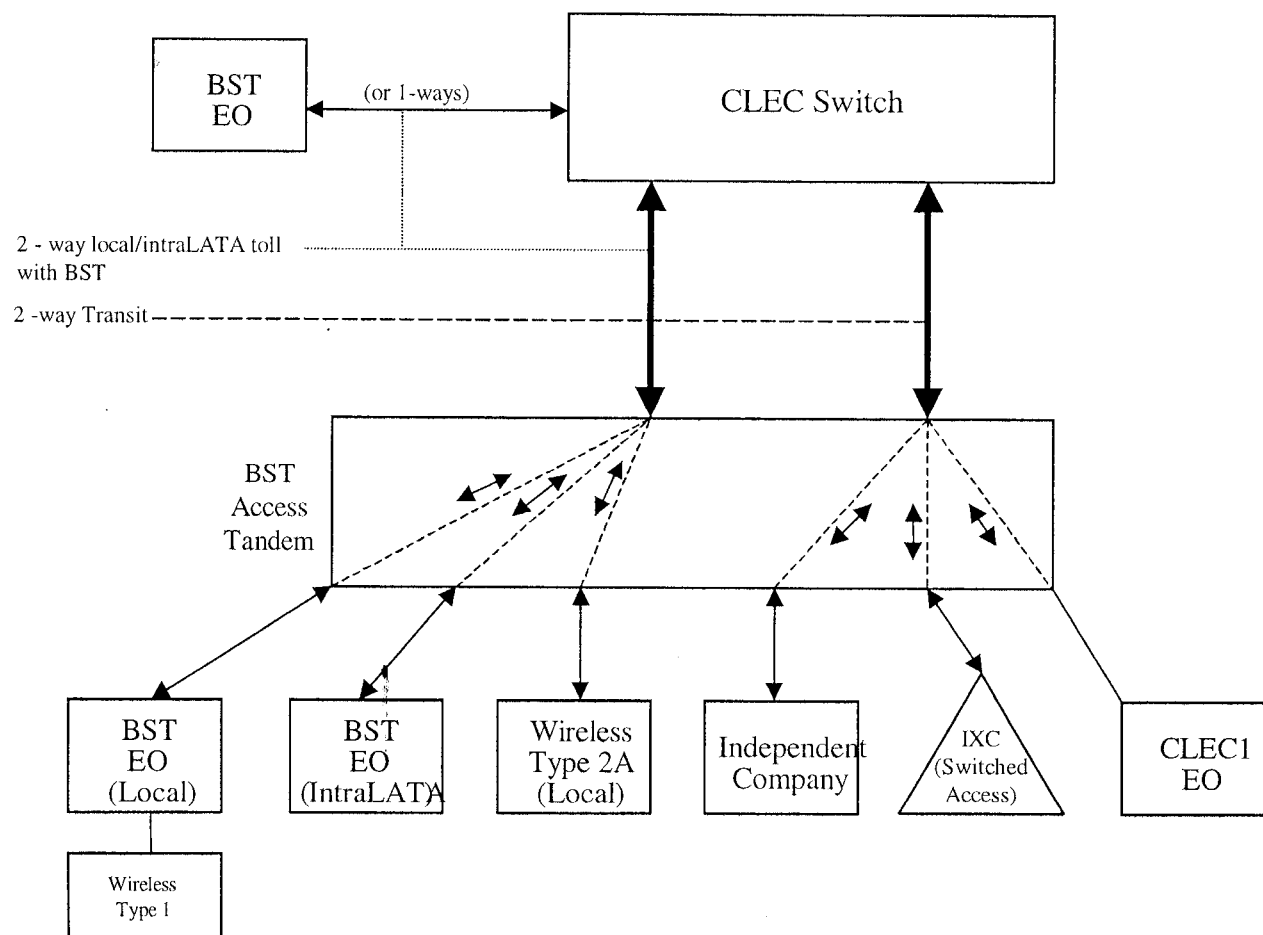 BST
EO
(or 1-ways)
CLEC Switch
2 - way local/intraLATA toll
with BST
2 -way Transit
BST
Access
Tandem
BST
EO
(Local)
BST
EO
(IntraLATA)
Wireless
Type 2A
(Local)
Independent
Company
IXC
(Switched
Access)
CLEC1
EO
Wireless
Type 1